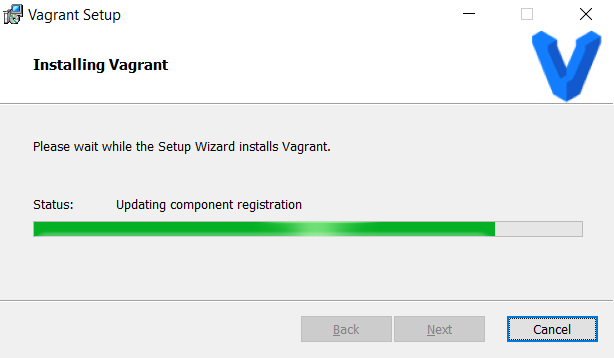 Vagrant Setup
Installing Vagrant
Please wait while the Setup Wizard installs Vagrant.
Status: Updating component registration
Back Next Cancel